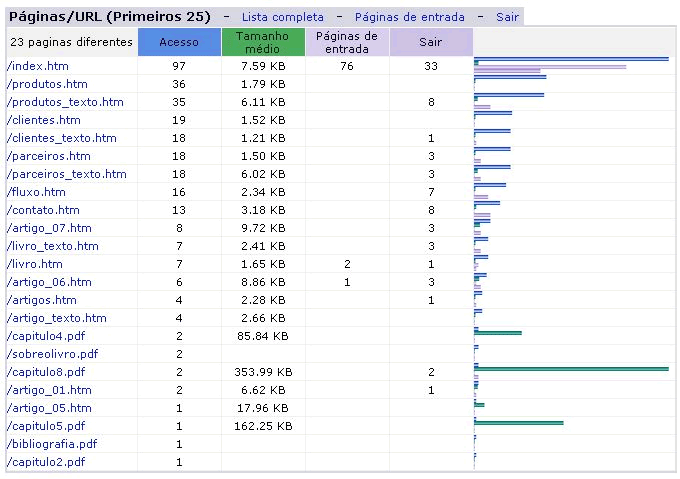 Páginas/URL (Primeiros 25) - Lista completa - Páginas de entrada - Sair
23 paginas diferentes Acesso Tamanho médio Páginas de entrada Sair
/index.htm 97 7.59 KB 76 33
/produtos.htm 36 1.79 KB
/produtos_texto.htm 35 6.11 KB 8
/clientes.htm 19 1.52 KB
/clientes_texto.htm 18 1.21 KB 1
/parceiros.htm 18 1.50 KB 3
/parceiros_texto.htm 18 6.02 KB 3
/fluxo.htm 16 2.34 KB 7
/contato.htm 13 3.18 KB 8
/artigo_07.htm 8 9.72 KB 3
/livro_texto.htm 7 2.41 KB 3
/livro.htm 7 1.65 KB 2 1
/artigo_06.htm 6 8.86 KB 1 3
/artigos.htm 4 2.28 KB 1
/artigo_texto.htm 4 2.66 KB
/capitulo4.pdf 2 85.84 KB
/sobreolivro.pdf 2
/capitulo8.pdf 2 353.99 KB 2
/artigo_01.htm 2 6.62 KB 1
/artigo_05.htm 1 17.96 KB
/capitulo5.pdf 1 162.25 KB
/bibliografia.pdf 1
/capitulo2.pdf 1